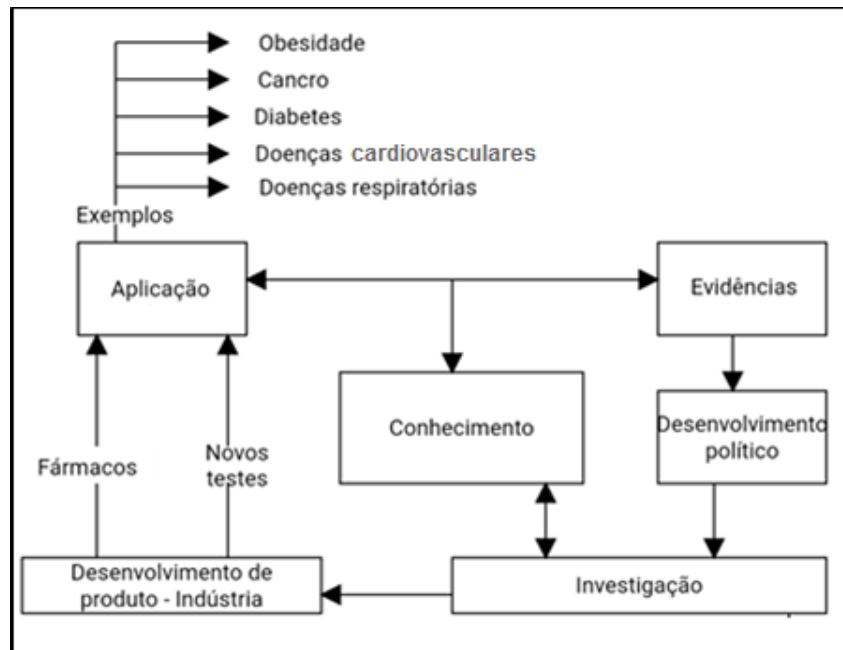 Obesidade
Cancro
Diabetes
Doenças cardiovasculares
Doenças respiratórias
Exemplos
Aplicação
Evidências
Conhecimento
Desenvolvimento
político
Fármacos
Novos
testes
Desenvolvimento de
produto - Indústria
Investigação